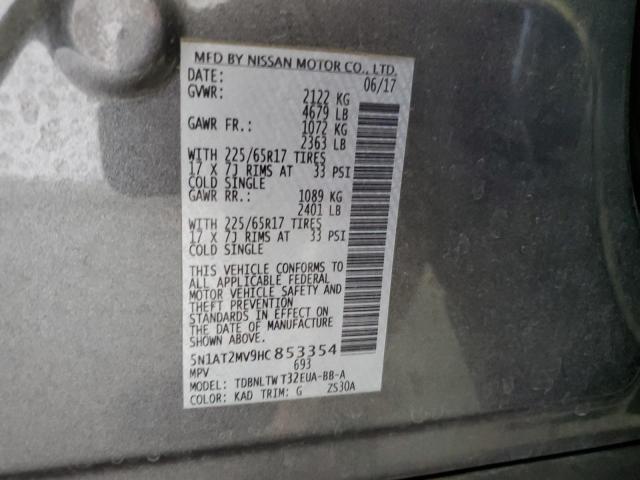 MFD BY NISSAN MOTOR CO., LTD.
DATE: 06/17
GVWR: 2122 KG
4679 LB
GAWR FR.: 1072 KG
2363 LB
WITH 225/65R17 TIRES
17 X 7J RIMS AT 33 PSI
COLD SINGLE
GAWR RR.: 1089 KG
2401 LB
WITH 225/65R17 TIRES
17 X 7J RIMS AT 33 PSI
COLD SINGLE
THIS VEHICLE CONFORMS TO
ALL APPLICABLE FEDERAL
MOTOR VEHICLE SAFETY AND
THEFT PREVENTION
STANDARDS IN EFFECT ON
THE DATE OF MANUFACTURE
SHOWN ABOVE.
5N1AT2MV9HC853354
MPV 693
MODEL: TDBNLTW T32EUA-BB-A
COLOR: KAD TRIM: G ZS30A